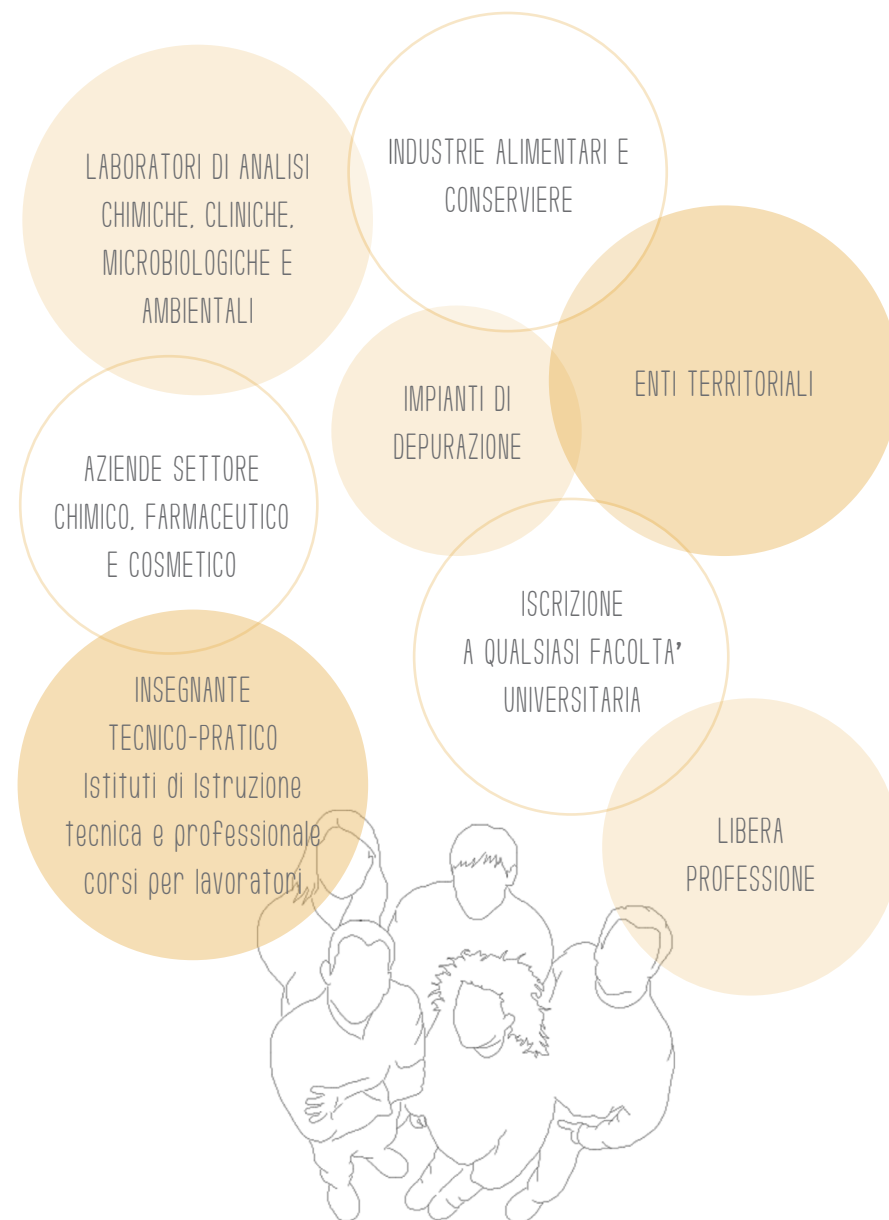 LABORATORI DI ANALISI
CHIMICHE, CLINICHE,
MICROBIOLOGICHE E
AMBIENTALI
INDUSTRIE ALIMENTARI E
CONSERVIERE
ENTI TERRITORIALI
IMPIANTI DI
DEPURAZIONE
AZIENDE SETTORE
CHIMICO, FARMACEUTICO
E COSMETICO
ISCRIZIONE
A QUALSIASI FACOLTA'
UNIVERSITARIA
INSEGNANTE
TECNICO-PRATICO
Istituti di Istruzione
tecnica e professionale
corsi per lavoratori
LIBERA
PROFESSIONE